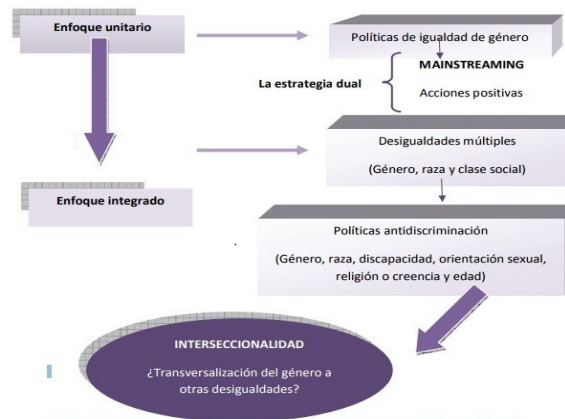 Enfoque unitario
Políticas de igualdad de género
La estrategia dual
MAINSTREAMING
Acciones positivas
Desigualdades múltiples
(Género, raza y clase social)
Enfoque integrado
Políticas antidiscriminación
(Género, raza, discapacidad, orientación sexual,
religión o creencia y edad)
INTERSECCIONALIDAD
¿Transversalización del género a
otras desigualdades?